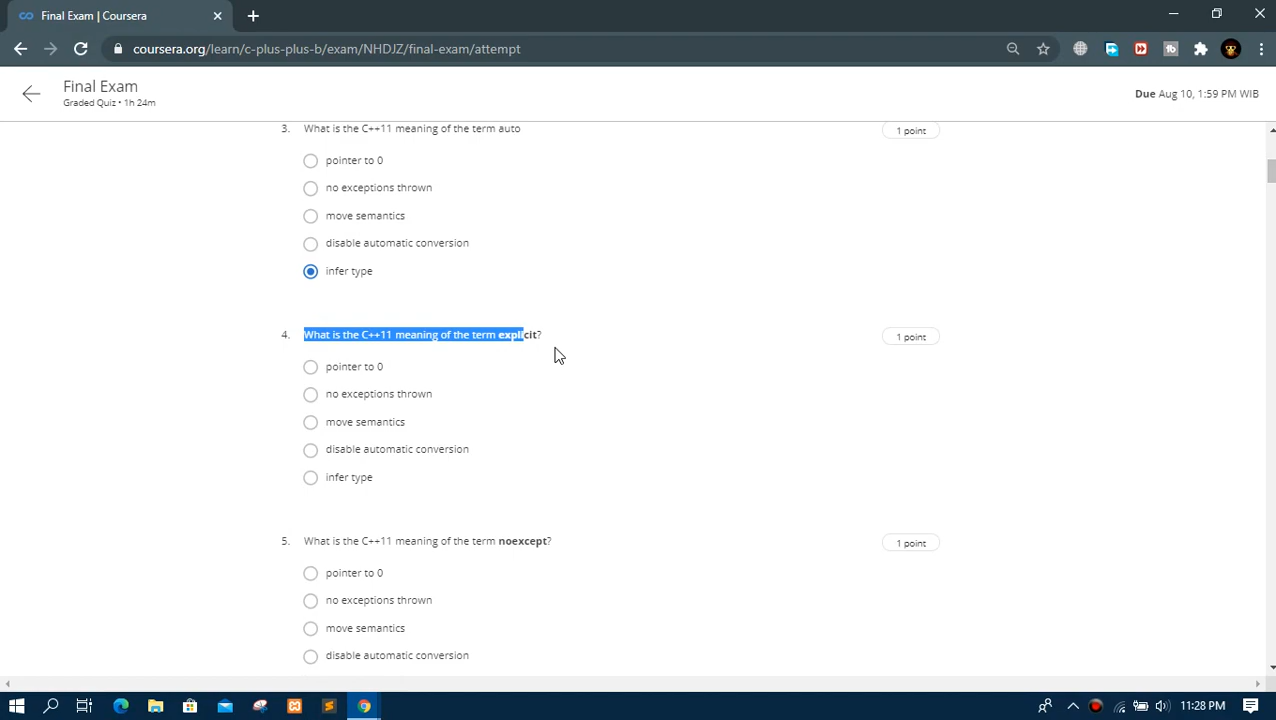 Final Exam | Coursera
coursera.org/learn/c-plus-plus-b/exam/NHDJZ/final-exam/attempt
Final Exam
Graded Quiz • 1h 24m
Due Aug 10, 1:59 PM WIB
3. What is the C++11 meaning of the term auto
1 point
pointer to 0
no exceptions thrown
move semantics
disable automatic conversion
infer type
4. What is the C++11 meaning of the term explicit?
1 point
pointer to 0
no exceptions thrown
move semantics
disable automatic conversion
infer type
5. What is the C++11 meaning of the term noexcept?
1 point
pointer to 0
no exceptions thrown
move semantics
disable automatic conversion
11:28 PM